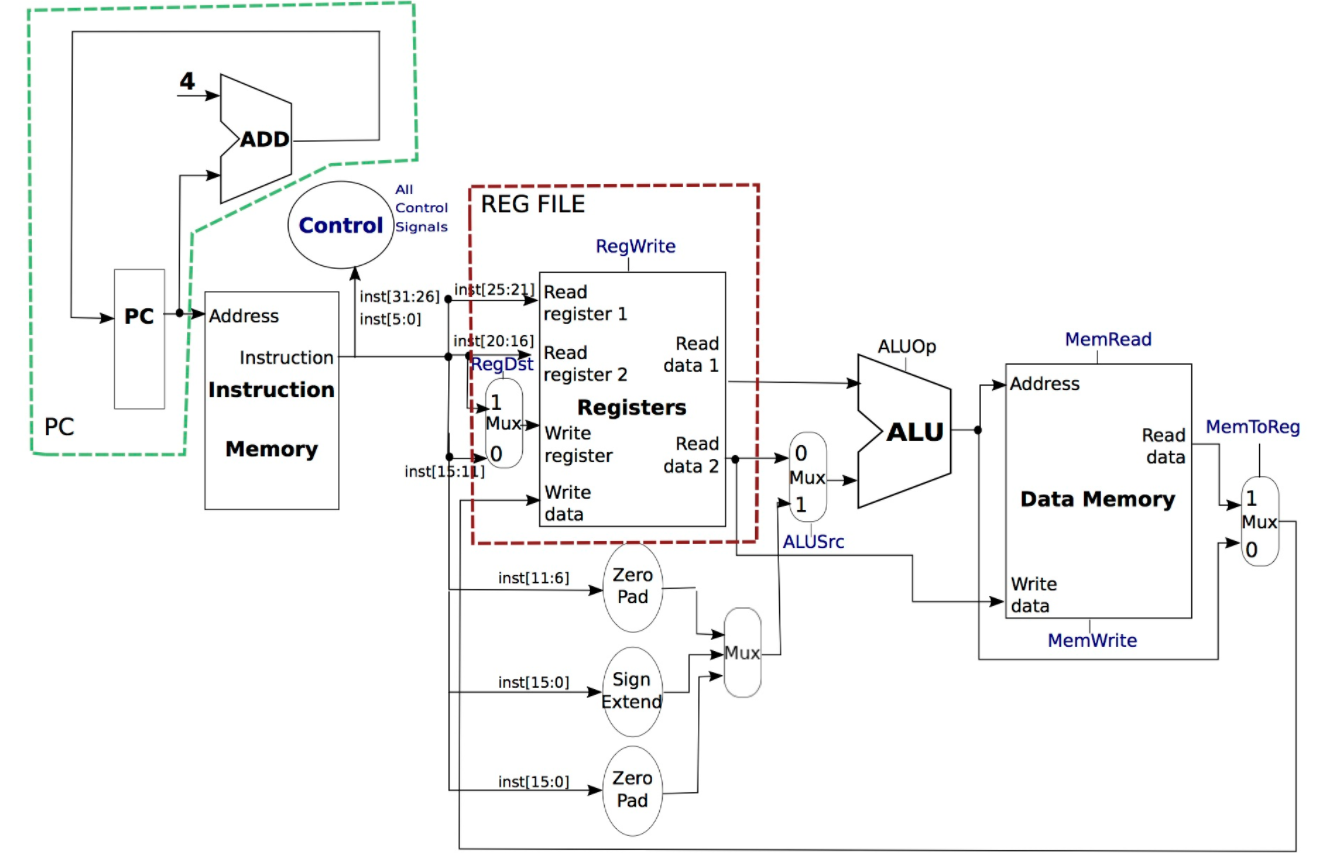 4
ADD
All
Control
Signals
Control
REG FILE
RegWrite
PC
PC
Address
Instruction
Instruction
Memory
inst[31:26]
inst[5:0]
inst[25:21]
inst[20:16]
RegDst
1
Mux
0
inst[15:11]
Read
register 1
Read
register 2
Registers
Write
register
Write
data
Read
data 1
Read
data 2
0
Mux
1
ALUSrc
ALUOp
ALU
MemRead
Address
Read
data
Data Memory
Write
data
MemWrite
MemToReg
1
Mux
0
inst[11:6]
Zero
Pad
inst[15:0]
Sign
Extend
inst[15:0]
Zero
Pad
Mux